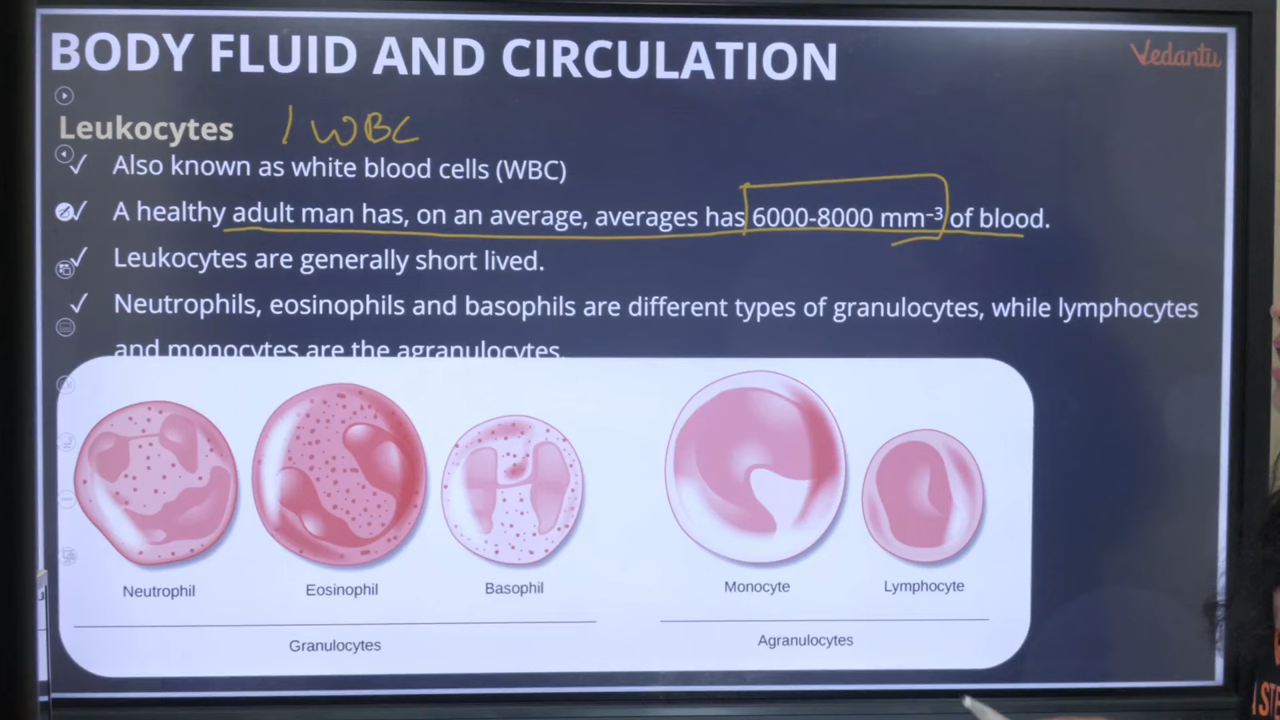 BODY FLUID AND CIRCULATION
Vedantu
Leukocytes / WBC
✓ Also known as white blood cells (WBC)
✓ A healthy adult man has, on an average, averages has 6000-8000 mm⁻³ of blood.
✓ Leukocytes are generally short lived.
✓ Neutrophils, eosinophils and basophils are different types of granulocytes, while lymphocytes
and monocytes are the agranulocytes.
Neutrophil Eosinophil Basophil Monocyte Lymphocyte
Granulocytes Agranulocytes